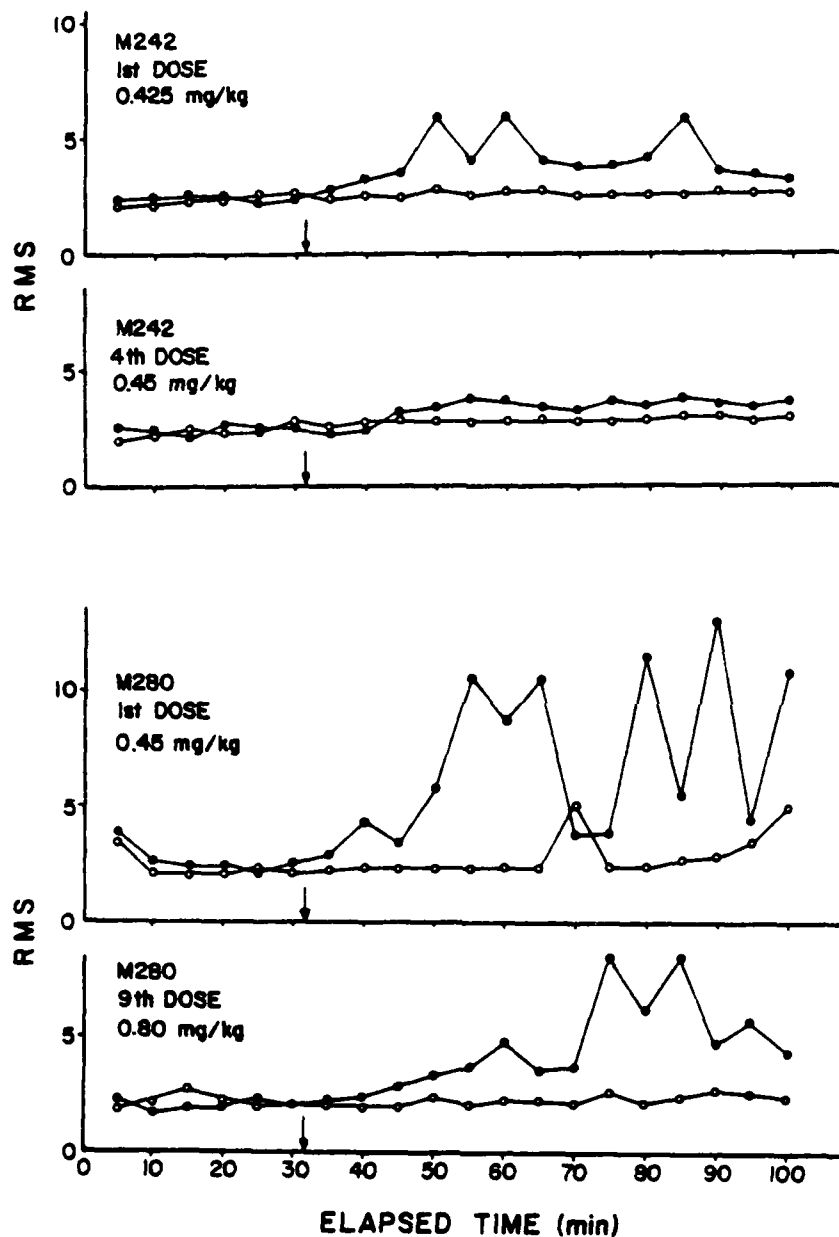 10
M242
1st DOSE
0.425 mg/kg
5
0
RMS
M242
4th DOSE
0.45 mg/kg
5
0
M280
1st DOSE
0.45 mg/kg
10
5
0
RMS
M280
9th DOSE
0.80 mg/kg
5
0
0 10 20 30 40 50 60 70 80 90 100
ELAPSED TIME (min)